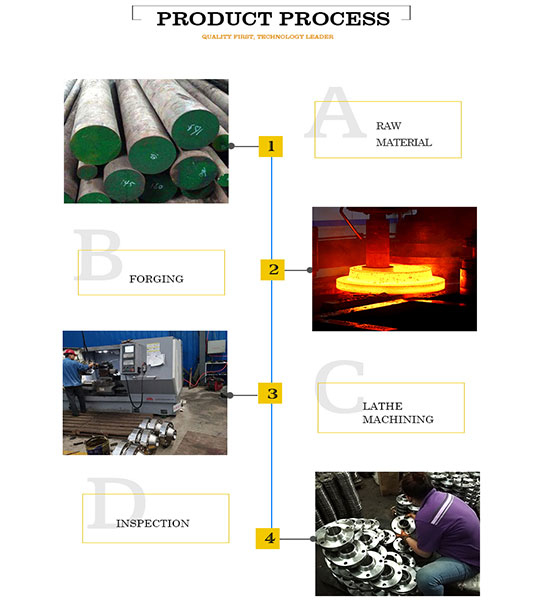 PRODUCT PROCESS
QUALITY FIRST, TECHNOLOGY LEADER
1
A
RAW
MATERIAL
B
FORGING
2
3
C
LATHE
MACHINING
D
INSPECTION
4